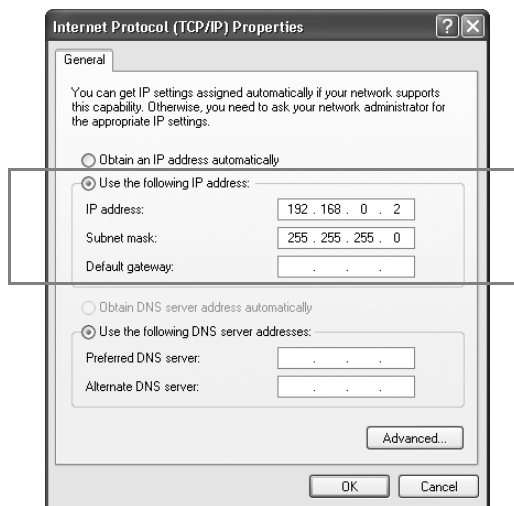 Internet Protocol (TCP/IP) Properties
General
You can get IP settings assigned automatically if your network supports
this capability. Otherwise, you need to ask your network administrator for
the appropriate IP settings.
Obtain an IP address automatically
Use the following IP address:
IP address: 192 . 168 . 0 . 2
Subnet mask: 255 . 255 . 255 . 0
Default gateway: . . .
Obtain DNS server address automatically
Use the following DNS server addresses:
Preferred DNS server: . . .
Alternate DNS server: . . .
Advanced...
OK Cancel